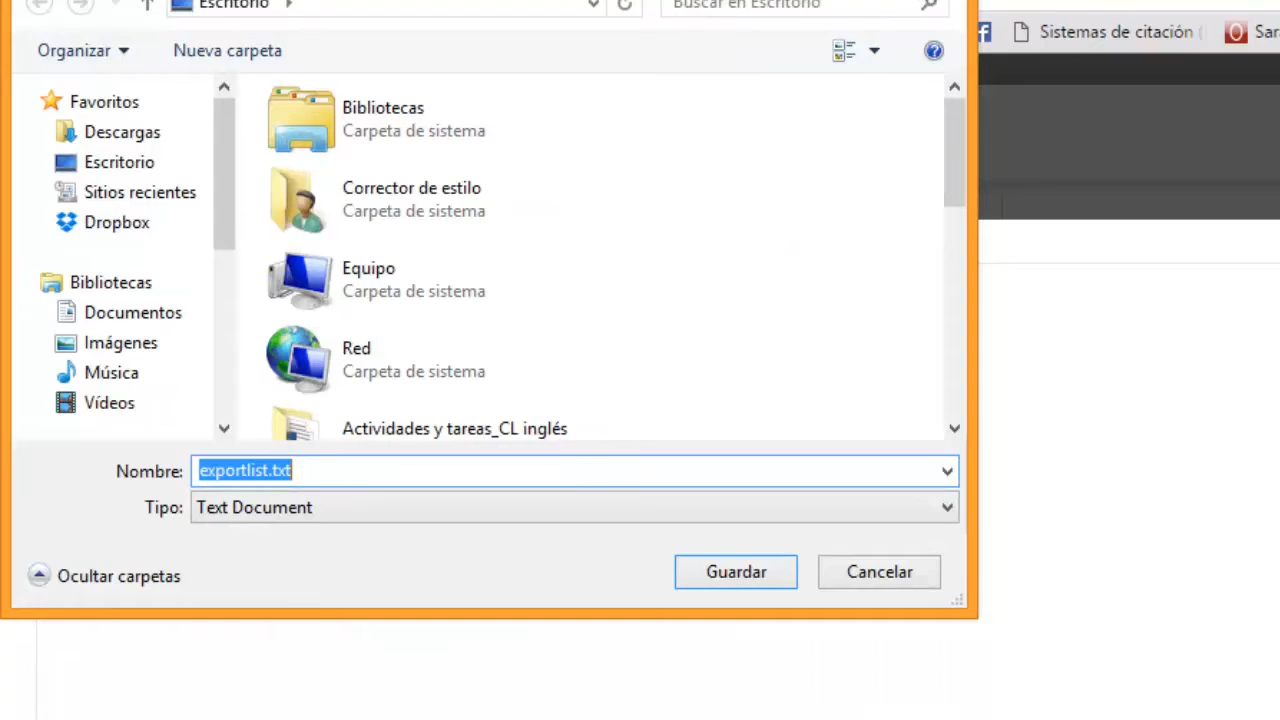 Escritorio
Buscar en Escritorio
Organizar
Nueva carpeta
Sistemas de citación
Sar
Favoritos
Descargas
Escritorio
Sitios recientes
Dropbox
Bibliotecas
Documentos
Imágenes
Música
Vídeos
Bibliotecas
Carpeta de sistema
Corrector de estilo
Carpeta de sistema
Equipo
Carpeta de sistema
Red
Carpeta de sistema
Actividades y tareas_CL inglés
Nombre: exportlist.txt
Tipo: Text Document
Ocultar carpetas
Guardar
Cancelar